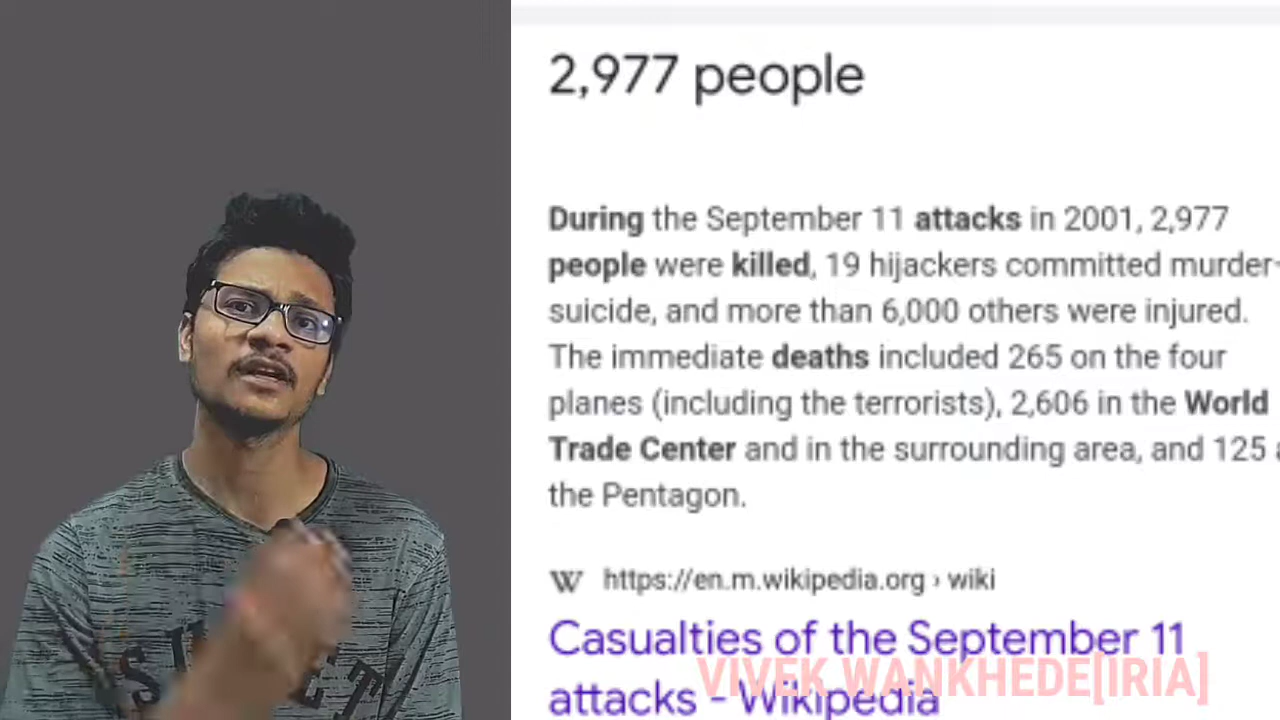 2,977 people
During the September 11 attacks in 2001, 2,977
people were killed, 19 hijackers committed murder-
suicide, and more than 6,000 others were injured.
The immediate deaths included 265 on the four
planes (including the terrorists), 2,606 in the World
Trade Center and in the surrounding area, and 125
the Pentagon.
W https://en.m.wikipedia.org › wiki
Casualties of the September 11
attacks - Wikipedia
VIVEK WANKHEDE[IRIA]